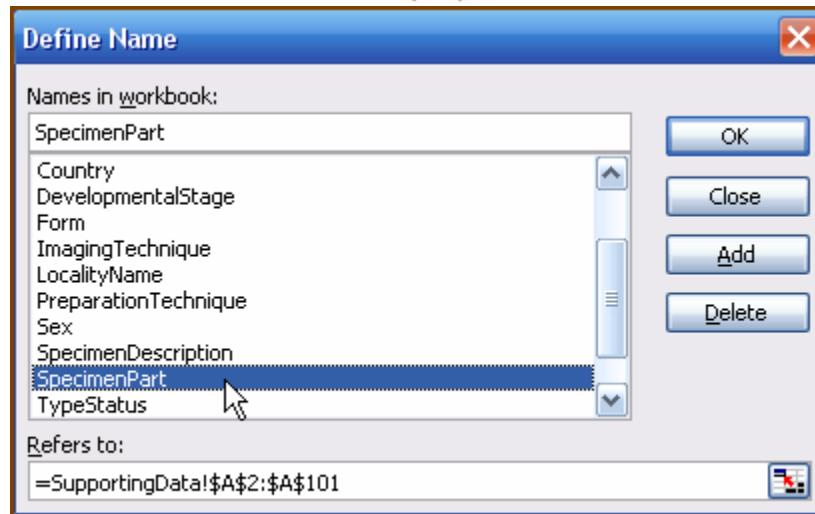 Define Name
Names in workbook:
SpecimenPart
OK
Country
DevelopmentalStage
Close
Form
ImagingTechnique
Add
LocalityName
PreparationTechnique
Delete
Sex
SpecimenDescription
SpecimenPart
TypeStatus
Refers to:
=SupportingData!$A$2:$A$101